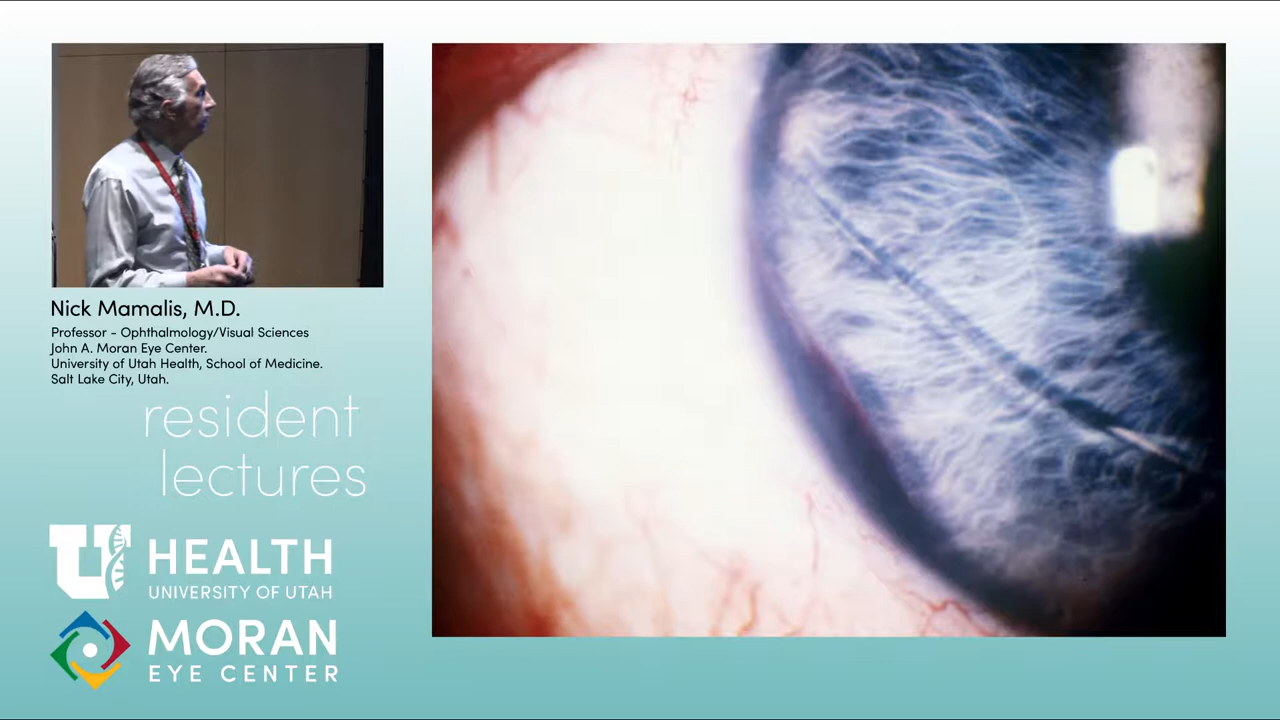 Nick Mamalis, M.D.
Professor - Ophthalmology/Visual Sciences
John A. Moran Eye Center.
University of Utah Health, School of Medicine.
Salt Lake City, Utah.
resident
lectures
U HEALTH
UNIVERSITY OF UTAH
MORAN
EYE CENTER